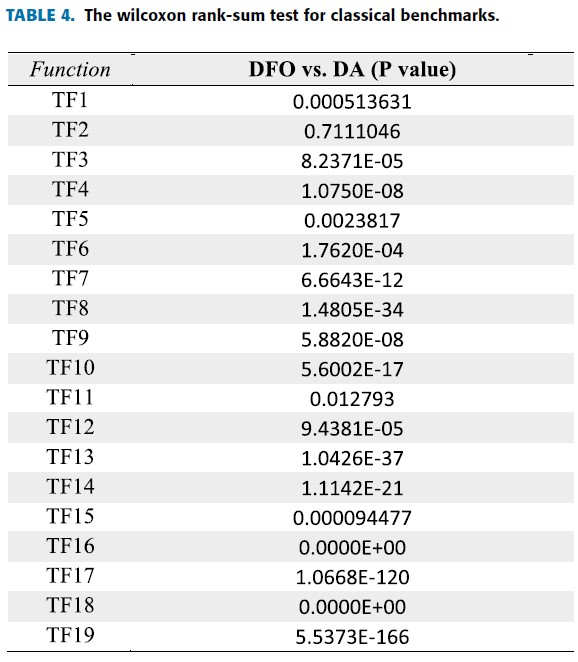 TABLE 4. The wilcoxon rank-sum test for classical benchmarks.
Function DFO vs. DA (P value)
TF1 0.000513631
TF2 0.7111046
TF3 8.2371E-05
TF4 1.0750E-08
TF5 0.0023817
TF6 1.7620E-04
TF7 6.6643E-12
TF8 1.4805E-34
TF9 5.8820E-08
TF10 5.6002E-17
TF11 0.012793
TF12 9.4381E-05
TF13 1.0426E-37
TF14 1.1142E-21
TF15 0.000094477
TF16 0.0000E+00
TF17 1.0668E-120
TF18 0.0000E+00
TF19 5.5373E-166